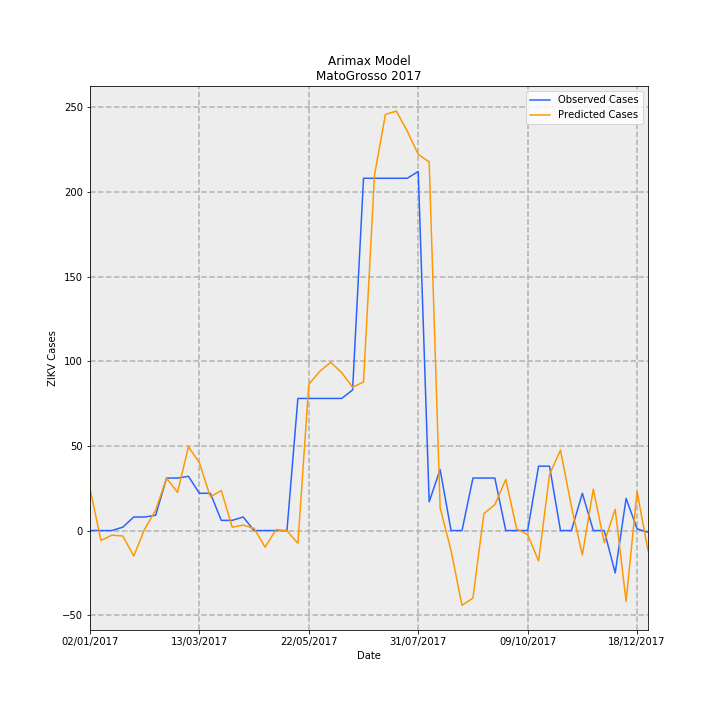 Arimax Model
MatoGrosso 2017
Observed Cases
Predicted Cases
ZIKV Cases
250
200
150
100
50
0
−50
02/01/2017
13/03/2017
22/05/2017
31/07/2017
09/10/2017
18/12/2017
Date